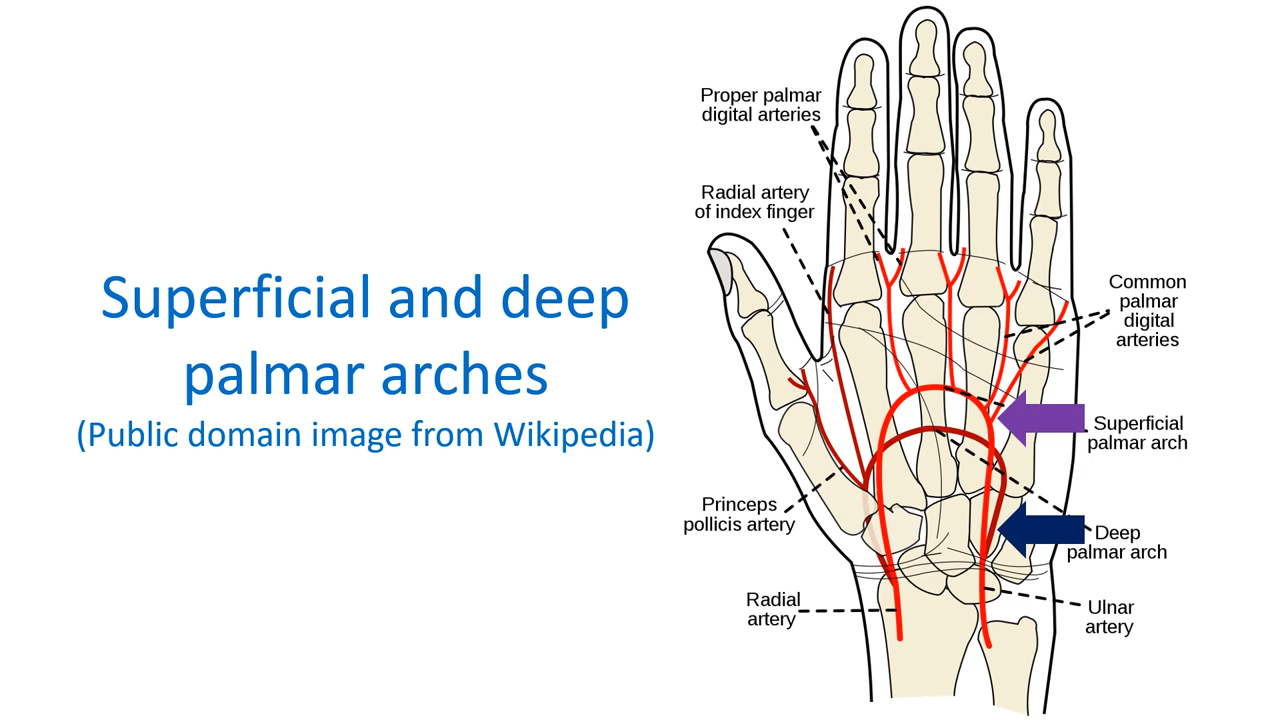 Superficial and deep
palmar arches
(Public domain image from Wikipedia)
Proper palmar
digital arteries
Radial artery
of index finger
Common
palmar
digital
arteries
Superficial
palmar arch
Princeps
pollicis artery
Deep
palmar arch
Radial
artery
Ulnar
artery